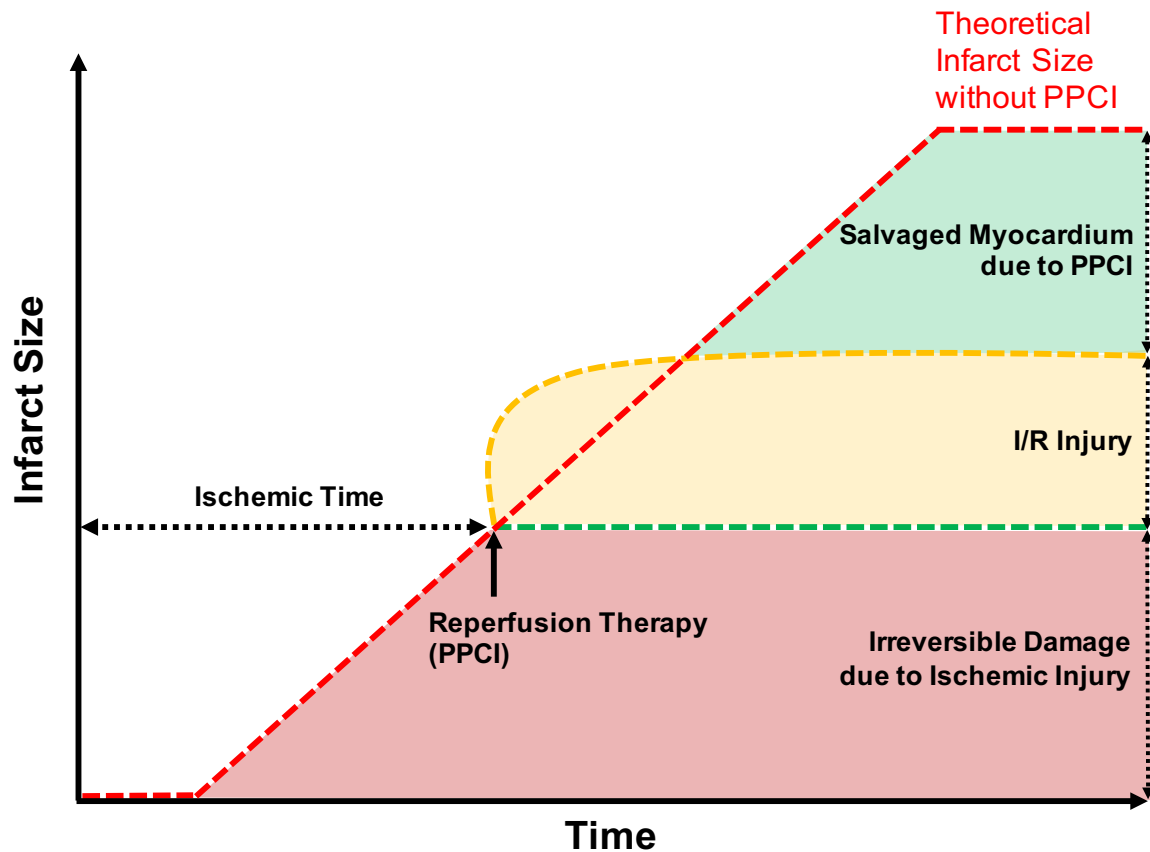 Theoretical
Infarct Size
without PPCI
Salvaged Myocardium
due to PPCI
Infarct Size
I/R Injury
Ischemic Time
Reperfusion Therapy
(PPCI)
Irreversible Damage
due to Ischemic Injury
Time